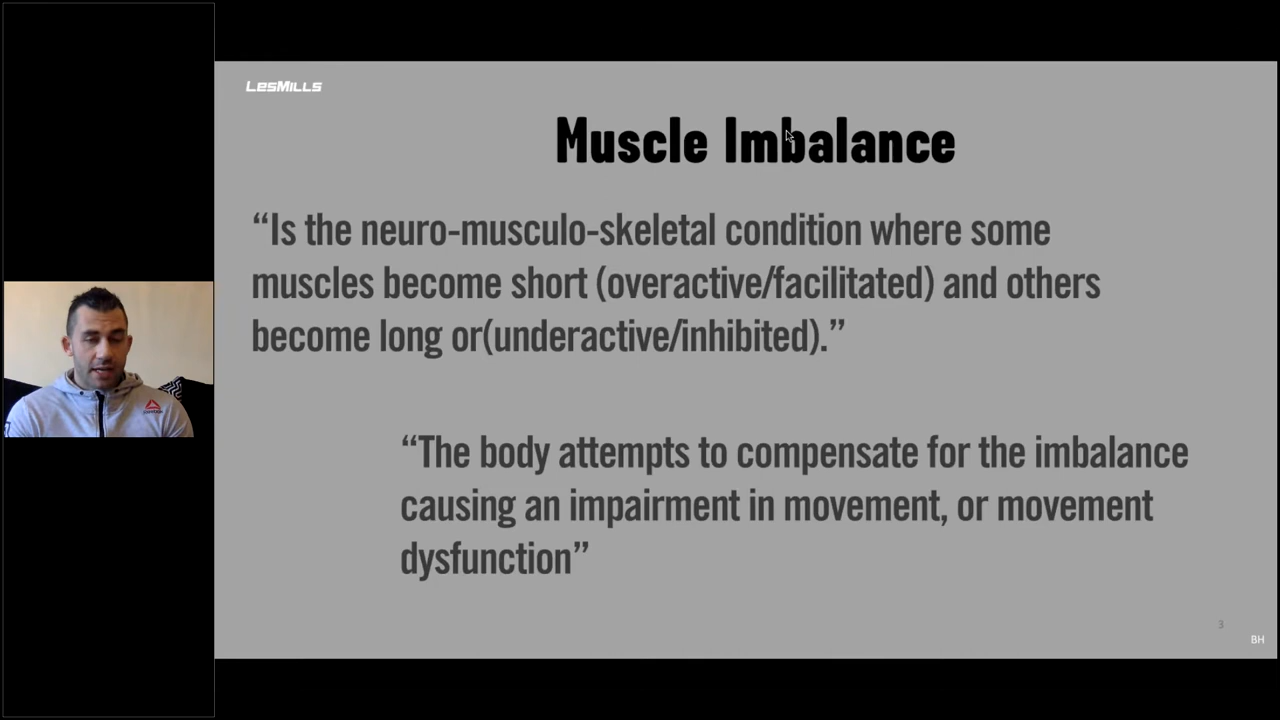 LesMills
Muscle Imbalance
“Is the neuro-musculo-skeletal condition where some
muscles become short (overactive/facilitated) and others
become long or(underactive/inhibited).”
“The body attempts to compensate for the imbalance
causing an impairment in movement, or movement
dysfunction”
3
BH